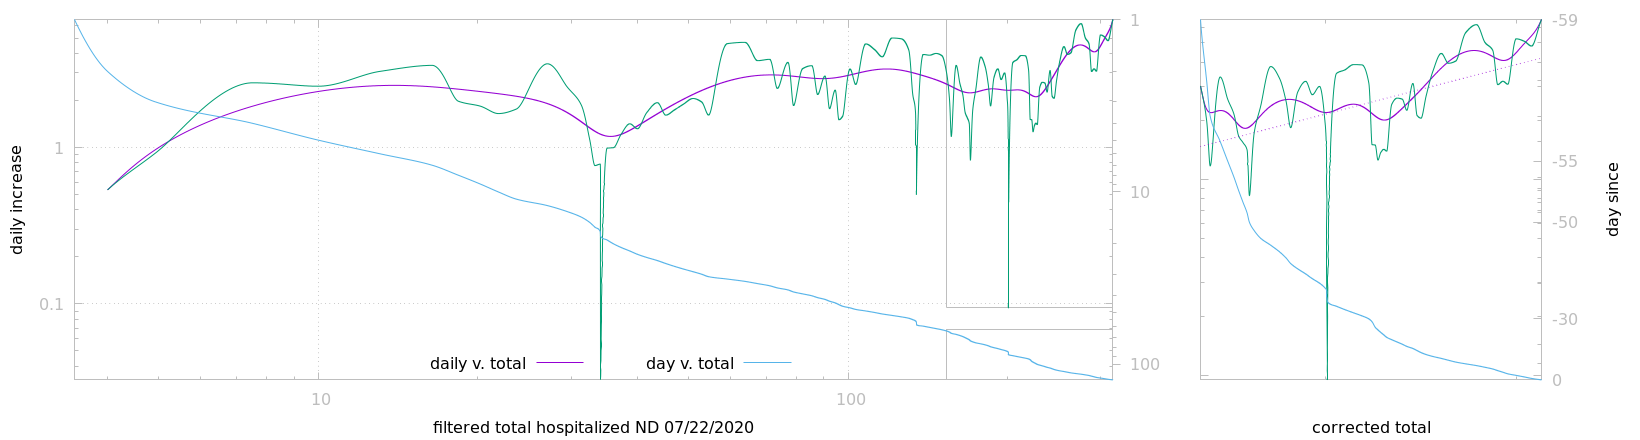 1
-59
daily increase
1
-55
10
day since
-50
0.1
-30
daily v. total
day v. total
100
0
10
100
filtered total hospitalized ND 07/22/2020
corrected total